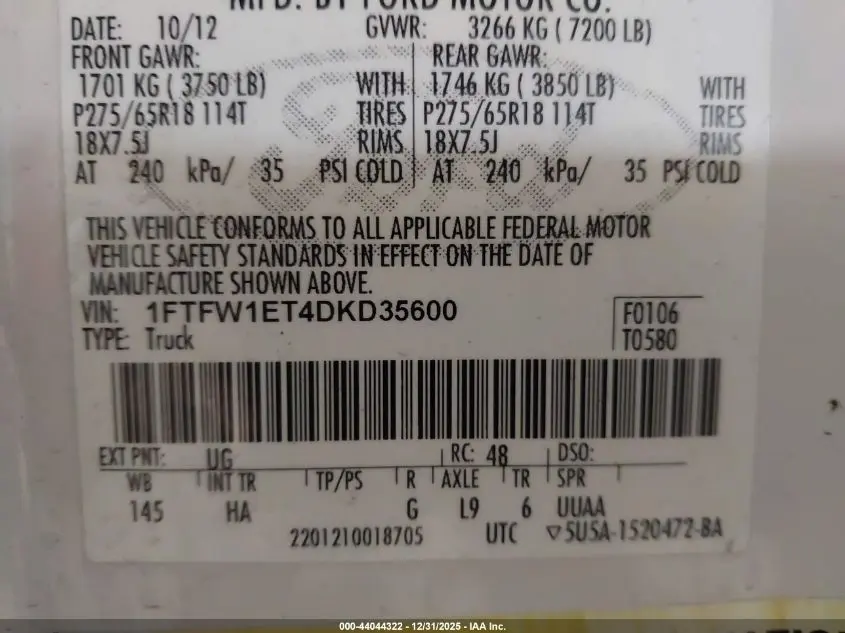 MFD. BY FORD MOTOR CO.
DATE: 10/12 GVWR: 3266 KG ( 7200 LB)
FRONT GAWR: REAR GAWR:
1701 KG ( 3750 LB) WITH 1746 KG ( 3850 LB) WITH
P275/65R18 114T TIRES P275/65R18 114T TIRES
18X7.5J RIMS 18X7.5J RIMS
AT 240 kPa/ 35 PSI COLD AT 240 kPa/ 35 PSI COLD
THIS VEHICLE CONFORMS TO ALL APPLICABLE FEDERAL MOTOR
VEHICLE SAFETY STANDARDS IN EFFECT ON THE DATE OF
MANUFACTURE SHOWN ABOVE.
VIN: 1FTFW1ET4DKD35600 F0106
TYPE: Truck T0580
EXT PNT: UG RC: 48 DSO:
WB INT TR TP/PS R AXLE TR SPR
145 HA G L9 6 UUAA
2201210018705 UTC ▽5U5A-1520472-BA
000-44044322 - 12/31/2025 - IAA Inc.